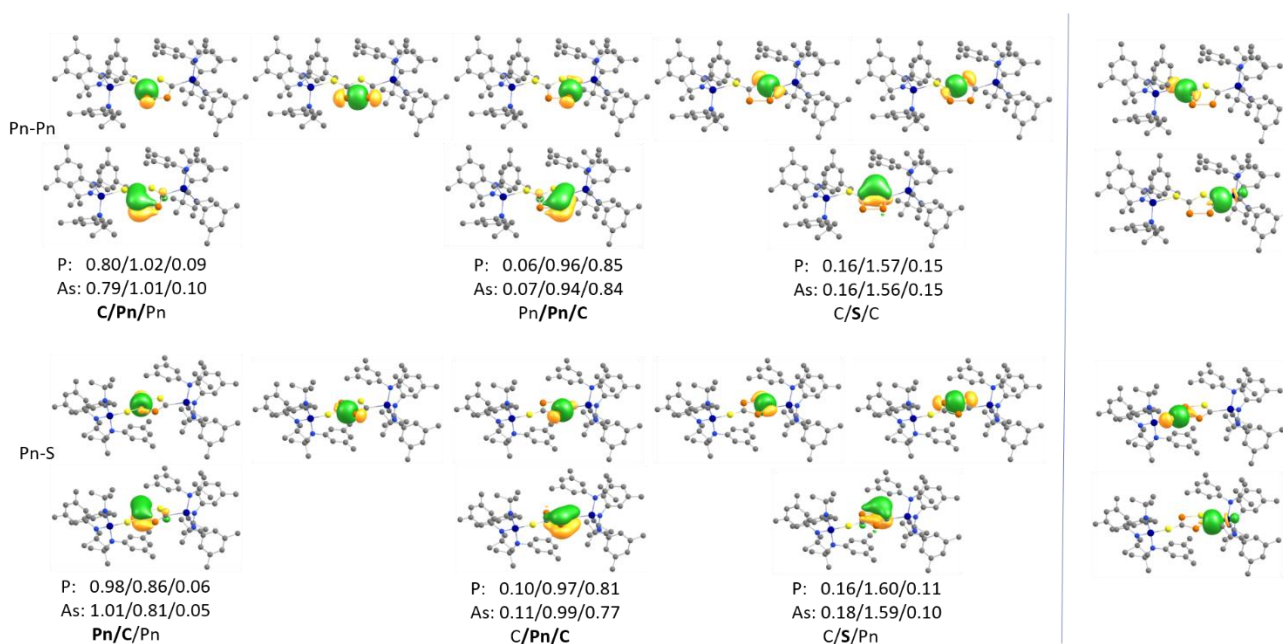 Pn-Pn
P: 0.80/1.02/0.09
As: 0.79/1.01/0.10
C/Pn/Pn
P: 0.06/0.96/0.85
As: 0.07/0.94/0.84
Pn/Pn/C
P: 0.16/1.57/0.15
As: 0.16/1.56/0.15
C/S/C
Pn-S
P: 0.98/0.86/0.06
As: 1.01/0.81/0.05
Pn/C/Pn
P: 0.10/0.97/0.81
As: 0.11/0.99/0.77
C/Pn/C
P: 0.16/1.60/0.11
As: 0.18/1.59/0.10
C/S/Pn